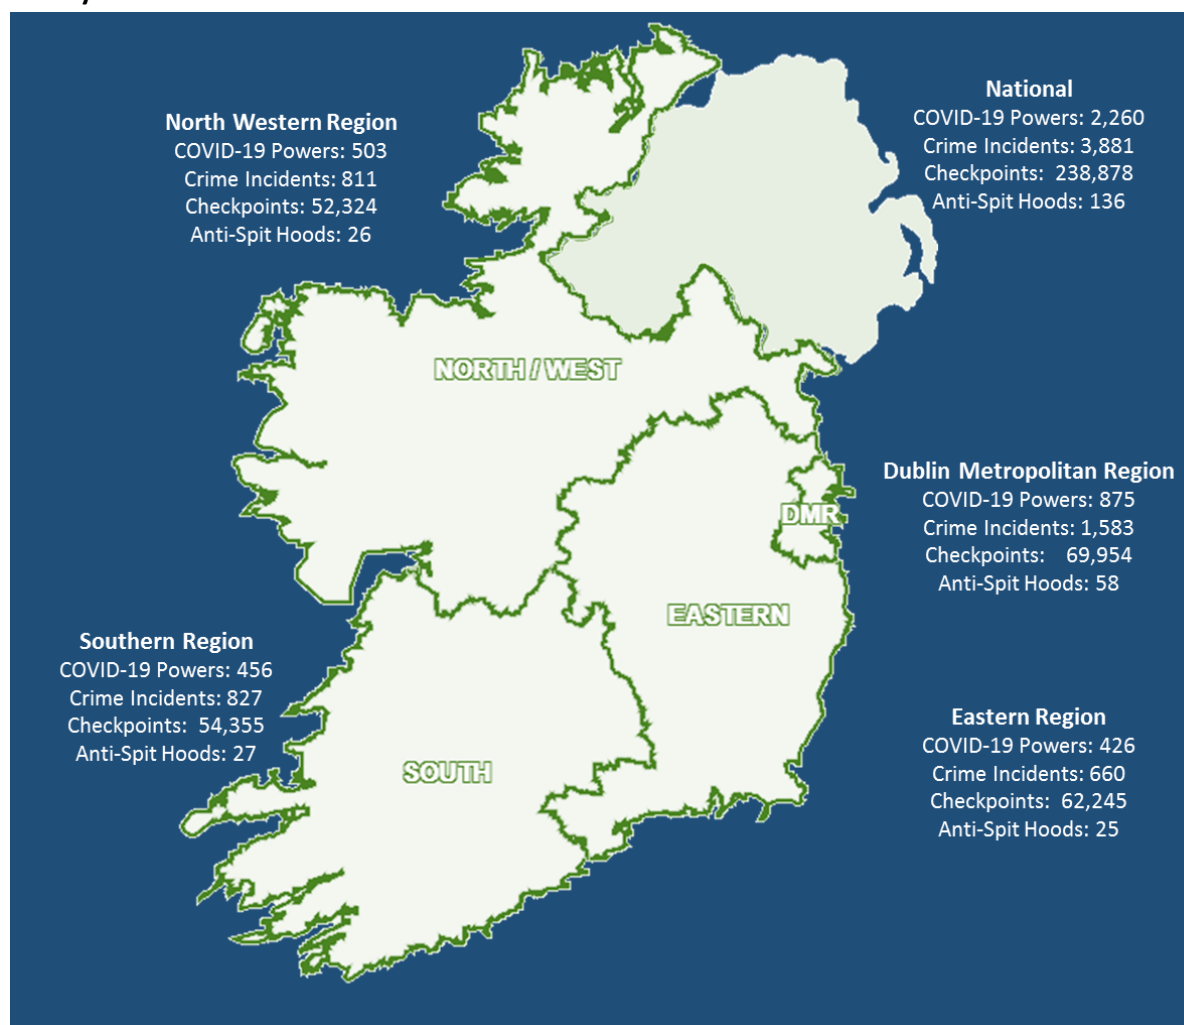 North Western Region
COVID-19 Powers: 503
Crime Incidents: 811
Checkpoints: 52,324
Anti-Spit Hoods: 26
National
COVID-19 Powers: 2,260
Crime Incidents: 3,881
Checkpoints: 238,878
Anti-Spit Hoods: 136
NORTH / WEST
Dublin Metropolitan Region
COVID-19 Powers: 875
Crime Incidents: 1,583
Checkpoints: 69,954
Anti-Spit Hoods: 58
DMR
EASTERN
Southern Region
COVID-19 Powers: 456
Crime Incidents: 827
Checkpoints: 54,355
Anti-Spit Hoods: 27
SOUTH
Eastern Region
COVID-19 Powers: 426
Crime Incidents: 660
Checkpoints: 62,245
Anti-Spit Hoods: 25